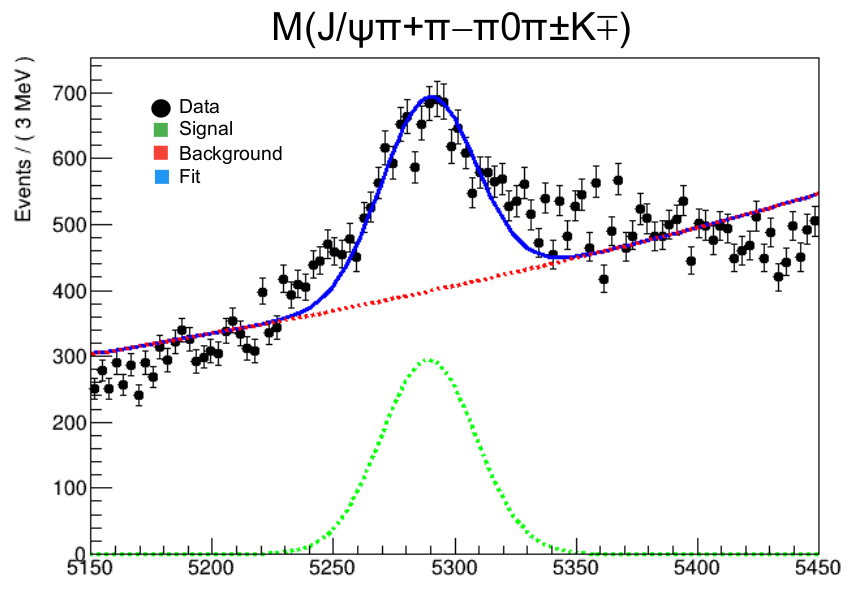 M(J/ψπ+π−π0π±K∓)
Events / ( 3 MeV )
700
600
500
400
300
200
100
0
Data
Signal
Background
Fit
5150
5200
5250
5300
5350
5400
5450